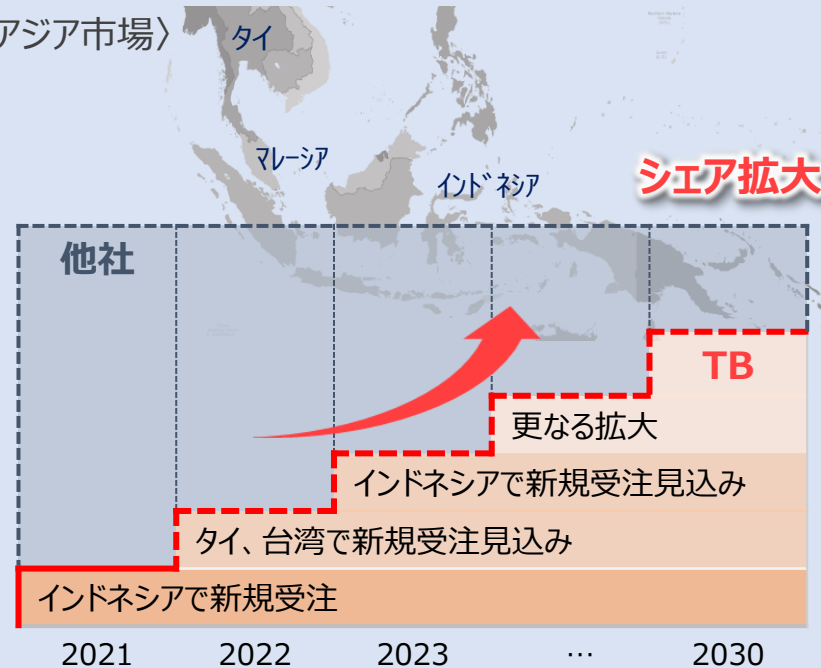 アジア市場〉
タイ
マレーシア
インドネシア
シェア拡大
他社
TB
更なる拡大
インドネシアで新規受注見込み
タイ、台湾で新規受注見込み
インドネシアで新規受注
2021 2022 2023 … 2030